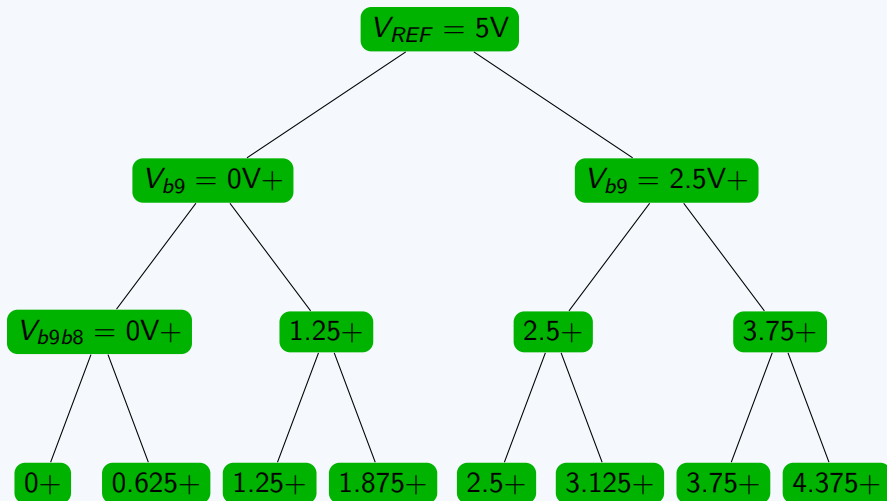 V_REF = 5V
V_b9 = 0V+
V_b9 = 2.5V+
V_b9b8 = 0V+
1.25+
2.5+
3.75+
0+
0.625+
1.25+
1.875+
2.5+
3.125+
3.75+
4.375+